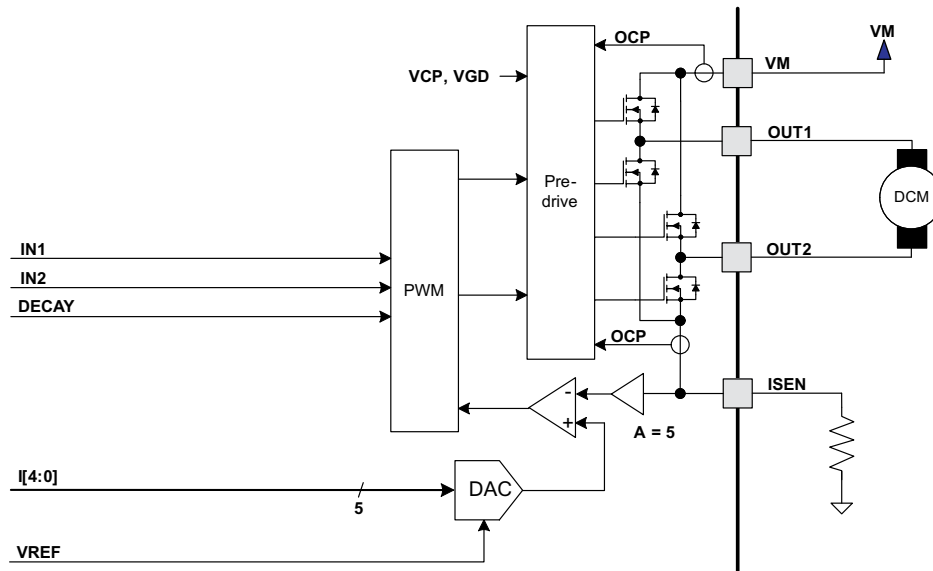 OCP
VM
VM
VCP, VGD
OUT1
Pre-
drive
DCM
IN1
OUT2
IN2
PWM
DECAY
OCP
ISEN
-
+
A = 5
I[4:0]
5
DAC
VREF